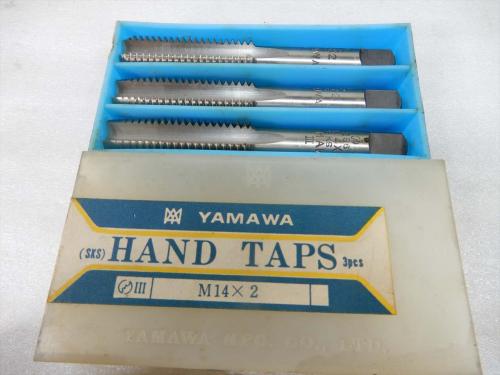 YAMAWA
(SKS) HAND TAPS 3pcs
III M14×2
YAMAWA MFG. CO., LTD.